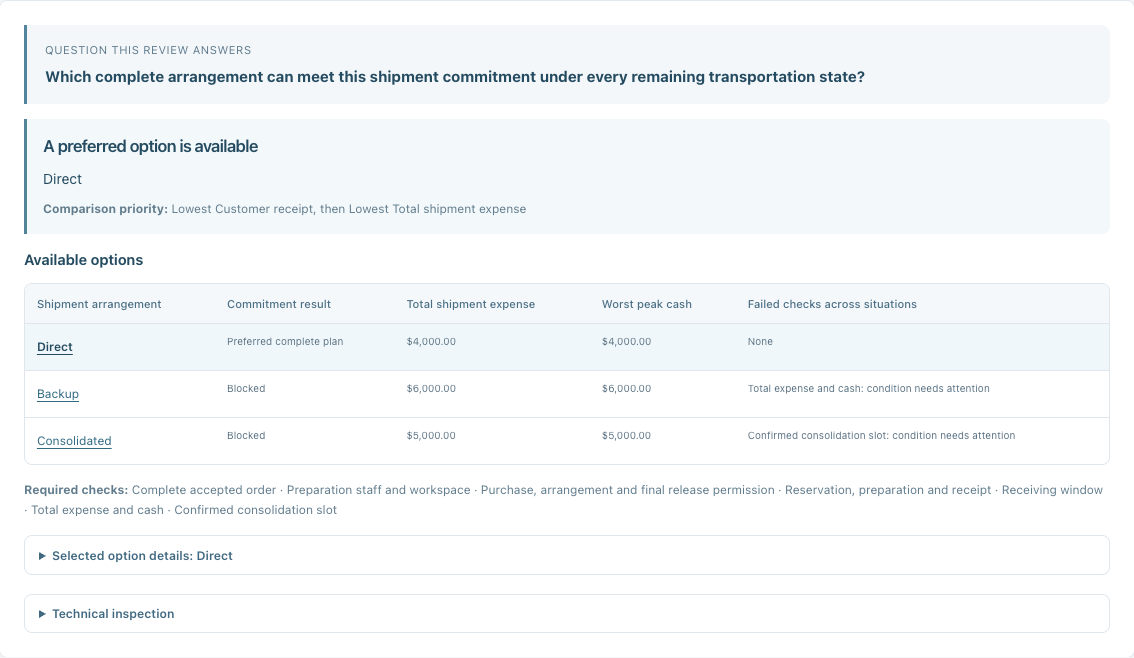 QUESTION THIS REVIEW ANSWERS
Which complete arrangement can meet this shipment commitment under every remaining transportation state?
A preferred option is available
Direct
Comparison priority: Lowest Customer receipt, then Lowest Total shipment expense
Available options
Shipment arrangement Commitment result Total shipment expense Worst peak cash Failed checks across situations
Direct Preferred complete plan $4,000.00 $4,000.00 None
Backup Blocked $6,000.00 $6,000.00 Total expense and cash: condition needs attention
Consolidated Blocked $5,000.00 $5,000.00 Confirmed consolidation slot: condition needs attention
Required checks: Complete accepted order · Preparation staff and workspace · Purchase, arrangement and final release permission · Reservation, preparation and receipt · Receiving window
· Total expense and cash · Confirmed consolidation slot
▶ Selected option details: Direct
▶ Technical inspection